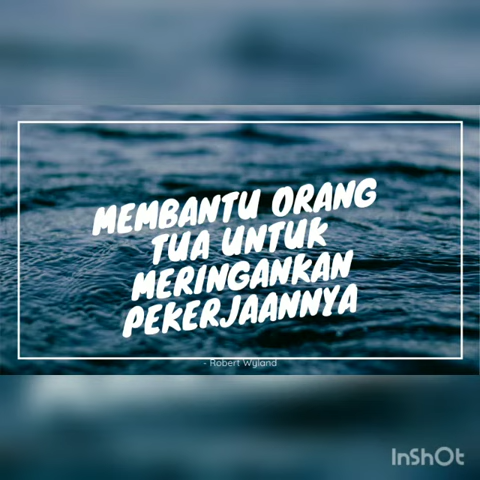 MEMBANTU ORANG
TUA UNTUK
MERINGANKAN
PEKERJAANNYA
- Robert Wyland
InShOt